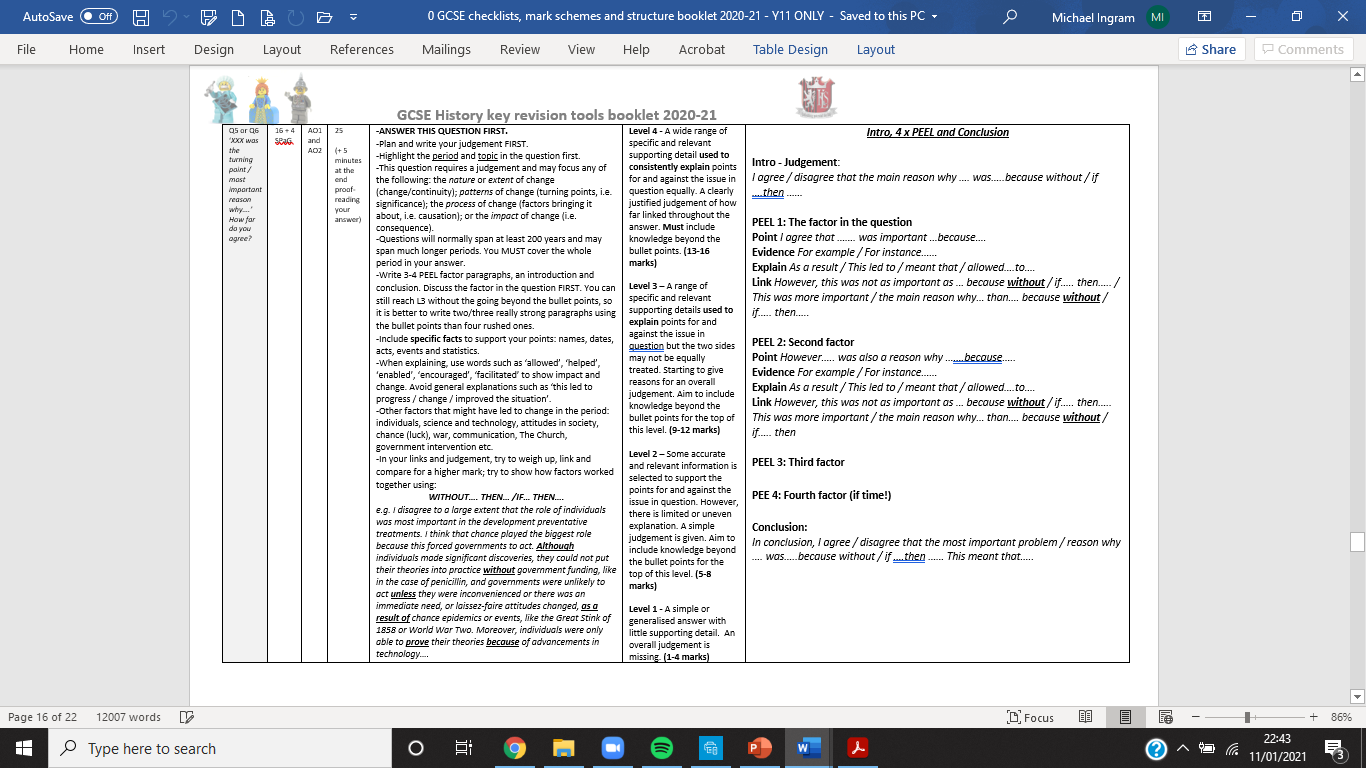 AutoSave Off
0 GCSE checklists, mark schemes and structure booklet 2020-21 - Y11 ONLY - Saved to this PC
Michael Ingram MI
File Home Insert Design Layout References Mailings Review View Help Acrobat Table Design Layout
Share Comments
GCSE History key revision tools booklet 2020-21
Q5 or Q6
'XXX was
the
turning
point /
most
important
reason
why....'
How far
do you
agree?
16 + 4
SPaG
AO1
and
AO2
25
(+ 5
minutes
at the
end
proof-
reading
your
answer)
-ANSWER THIS QUESTION FIRST.
-Plan and write your judgement FIRST.
-Highlight the period and topic in the question first.
-This question requires a judgement and may focus any of
the following: the nature or extent of change
(change/continuity); patterns of change (turning points, i.e.
significance); the process of change (factors bringing it
about, i.e. causation); or the impact of change (i.e.
consequence).
-Questions will normally span at least 200 years and may
span much longer periods. You MUST cover the whole
period in your answer.
-Write 3-4 PEEL factor paragraphs, an introduction and
conclusion. Discuss the factor in the question FIRST. You can
still reach L3 without the going beyond the bullet points, so
it is better to write two/three really strong paragraphs using
the bullet points than four rushed ones.
-Include specific facts to support your points: names, dates,
acts, events and statistics.
-When explaining, use words such as 'allowed', 'helped',
'enabled', 'encouraged', 'facilitated' to show impact and
change. Avoid general explanations such as 'this led to
progress / change / improved the situation'.
-Other factors that might have led to change in the period:
individuals, science and technology, attitudes in society,
chance (luck), war, communication, The Church,
government intervention etc.
-In your links and judgement, try to weigh up, link and
compare for a higher mark; try to show how factors worked
together using:
WITHOUT.... THEN... /IF... THEN....
e.g. I disagree to a large extent that the role of individuals
was most important in the development preventative
treatments. I think that chance played the biggest role
because this forced governments to act. Although
individuals made significant discoveries, they could not put
their theories into practice without government funding, like
in the case of penicillin, and governments were unlikely to
act unless they were inconvenienced or there was an
immediate need, or laissez-faire attitudes changed, as a
result of chance epidemics or events, like the Great Stink of
1858 or World War Two. Moreover, individuals were only
able to prove their theories because of advancements in
technology....
Level 4 - A wide range of
specific and relevant
supporting detail used to
consistently explain points
for and against the issue in
question equally. A clearly
justified judgement of how
far linked throughout the
answer. Must include
knowledge beyond the
bullet points. (13-16
marks)
Level 3 – A range of
specific and relevant
supporting details used to
explain points for and
against the issue in
question but the two sides
may not be equally
treated. Starting to give
reasons for an overall
judgement. Aim to include
knowledge beyond the
bullet points for the top of
this level. (9-12 marks)
Level 2 – Some accurate
and relevant information is
selected to support the
points for and against the
issue in question. However,
there is limited or uneven
explanation. A simple
judgement is given. Aim to
include knowledge beyond
the bullet points for the
top of this level. (5-8
marks)
Level 1 - A simple or
generalised answer with
little supporting detail. An
overall judgement is
missing. (1-4 marks)
Intro, 4 x PEEL and Conclusion
Intro - Judgement:
I agree / disagree that the main reason why .... was.....because without / if
....then ......
PEEL 1: The factor in the question
Point I agree that ....... was important ...because....
Evidence For example / For instance......
Explain As a result / This led to / meant that / allowed....to....
Link However, this was not as important as ... because without / if..... then..... /
This was more important / the main reason why... than.... because without /
if..... then.....
PEEL 2: Second factor
Point However..... was also a reason why .......because.....
Evidence For example / For instance......
Explain As a result / This led to / meant that / allowed....to....
Link However, this was not as important as ... because without / if..... then.....
This was more important / the main reason why... than.... because without /
if..... then
PEEL 3: Third factor
PEE 4: Fourth factor (if time!)
Conclusion:
In conclusion, I agree / disagree that the most important problem / reason why
.... was.....because without / if ....then ...... This meant that.....
Page 16 of 22 12007 words
Focus
86%
Type here to search
22:43
11/01/2021
3